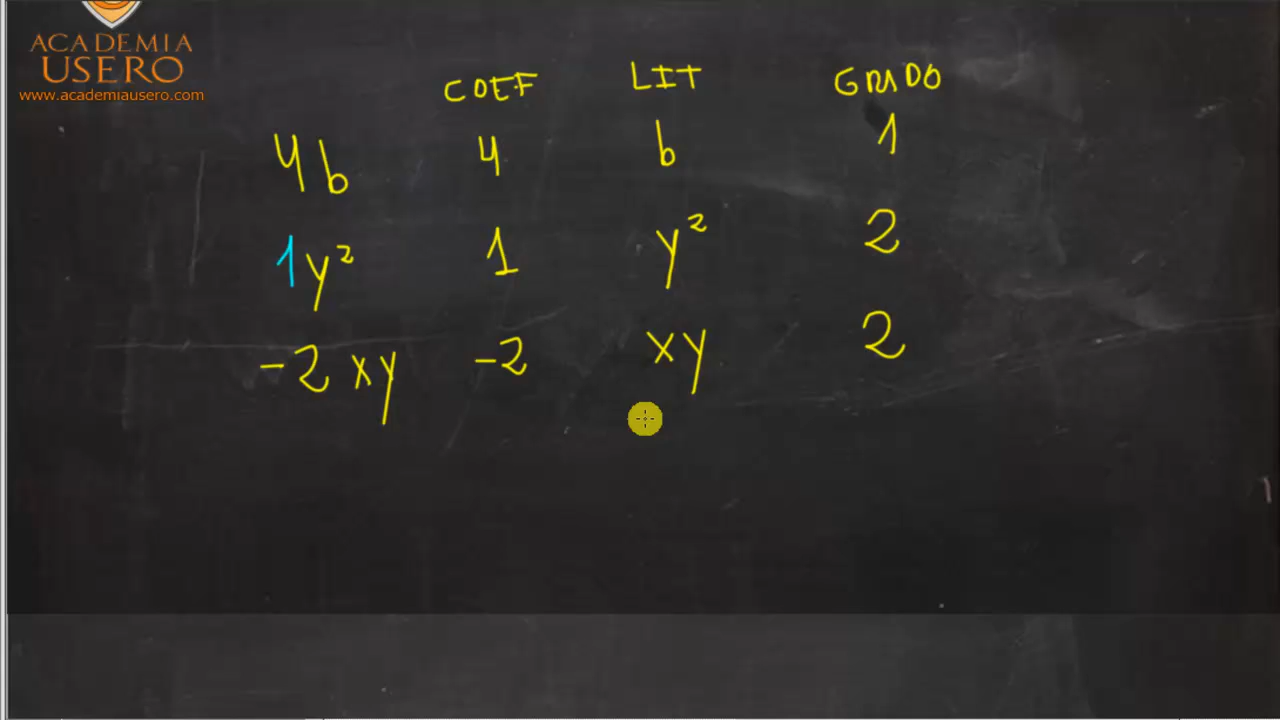 ACADEMIA
USERO
www.academiausero.com
COEF LIT GRADO
4b 4 b 1
1y² 1 y² 2
-2xy -2 xy 2